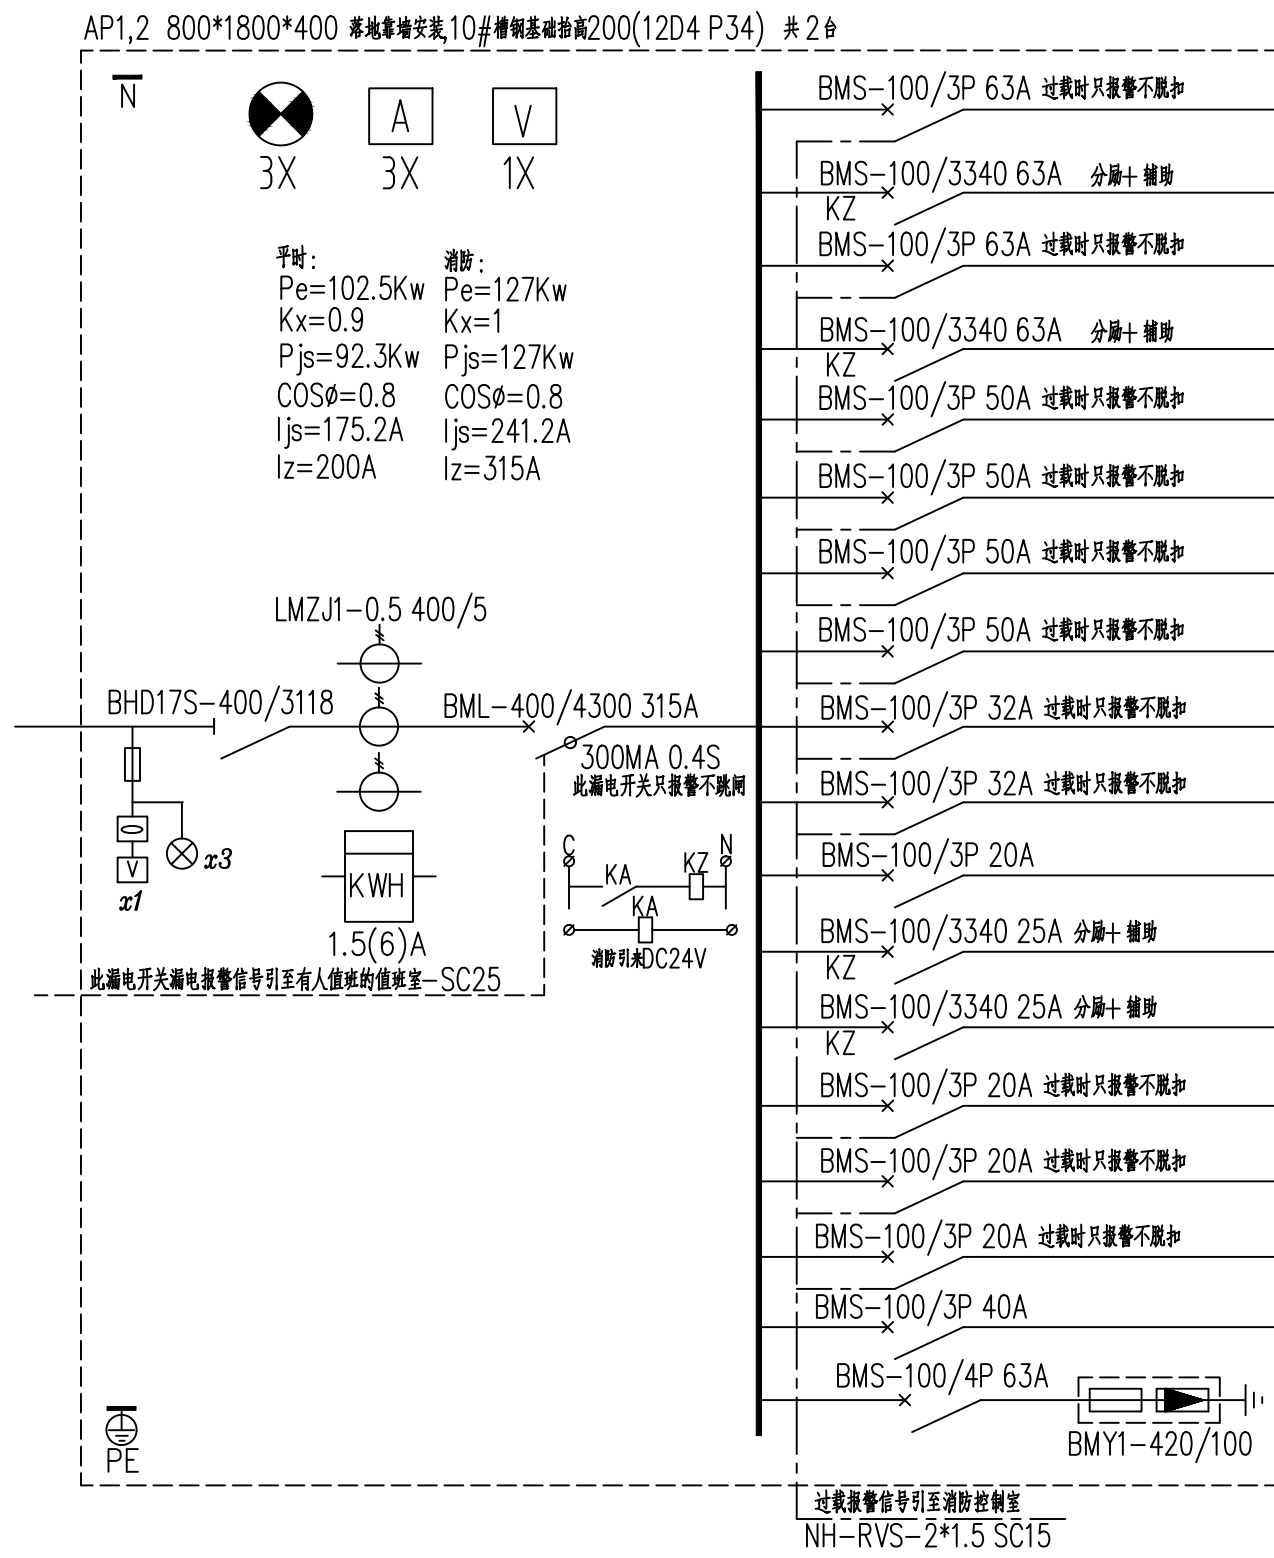 AP1,2 800*1800*400 落地靠墙安装,10#槽钢基础抬高200(12D4 P34) 共2台
N
A
V
3X
3X
1X
平时:
Pe=102.5Kw
Kx=0.9
Pjs=92.3Kw
COSø=0.8
Ijs=175.2A
Iz=200A
消防:
Pe=127Kw
Kx=1
Pjs=127Kw
COSø=0.8
Ijs=241.2A
Iz=315A
LMZJ1-0.5 400/5
BHD17S-400/3118
BML-400/4300 315A
300MA 0.4S
此漏电开关只报警不跳闸
V
x1
x3
KWH
1.5(6)A
C
N
KA
KZ
KA
消防引来DC24V
此漏电开关漏电报警信号引至有人值班的值班室-SC25
PE
BMS-100/3P 63A 过载时只报警不脱扣
BMS-100/3340 63A 分励+辅助
KZ
BMS-100/3P 63A 过载时只报警不脱扣
BMS-100/3340 63A 分励+辅助
KZ
BMS-100/3P 50A 过载时只报警不脱扣
BMS-100/3P 50A 过载时只报警不脱扣
BMS-100/3P 50A 过载时只报警不脱扣
BMS-100/3P 50A 过载时只报警不脱扣
BMS-100/3P 32A 过载时只报警不脱扣
BMS-100/3P 32A 过载时只报警不脱扣
BMS-100/3P 20A
BMS-100/3340 25A 分励+辅助
KZ
BMS-100/3340 25A 分励+辅助
KZ
BMS-100/3P 20A 过载时只报警不脱扣
BMS-100/3P 20A 过载时只报警不脱扣
BMS-100/3P 20A 过载时只报警不脱扣
BMS-100/3P 40A
BMS-100/4P 63A
BMY1-420/100
过载报警信号引至消防控制室
NH-RVS-2*1.5 SC15